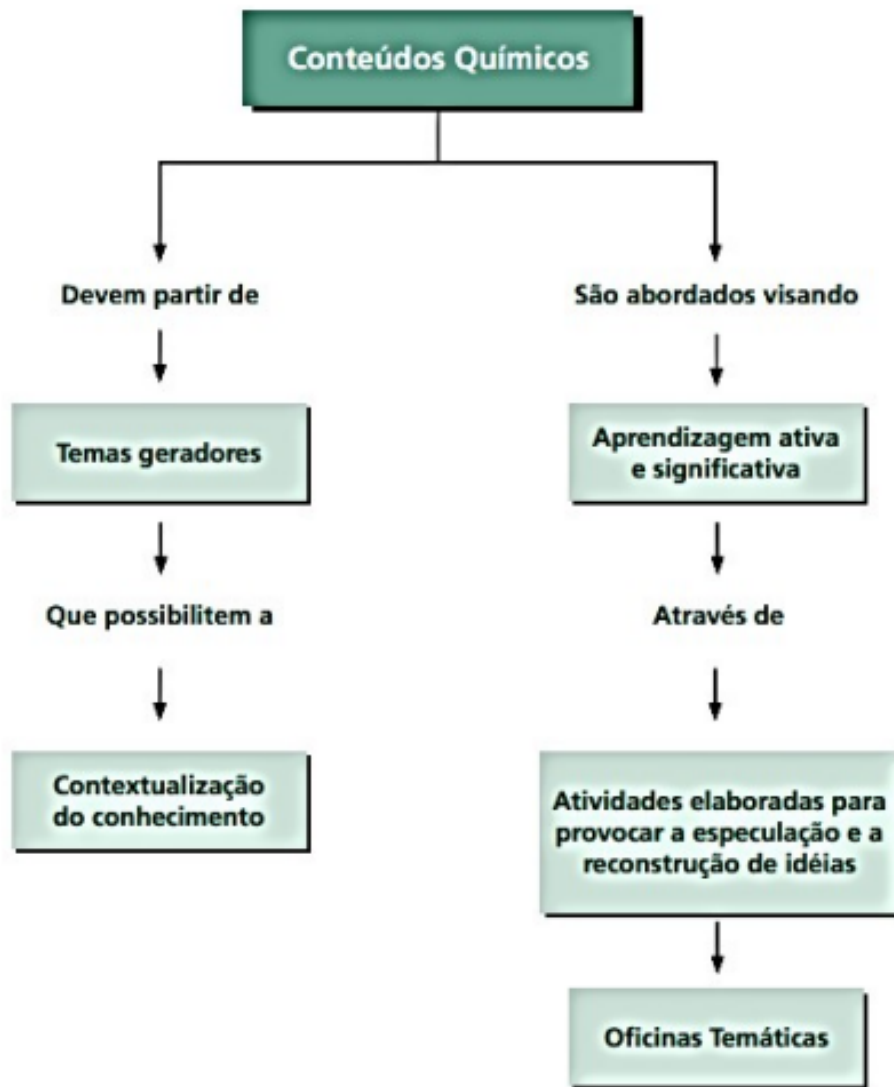 Conteúdos Químicos
Devem partir de
Temas geradores
Que possibilitem a
Contextualização
do conhecimento
São abordados visando
Aprendizagem ativa
e significativa
Através de
Atividades elaboradas para
provocar a especulação e a
reconstrução de idéias
Oficinas Temáticas